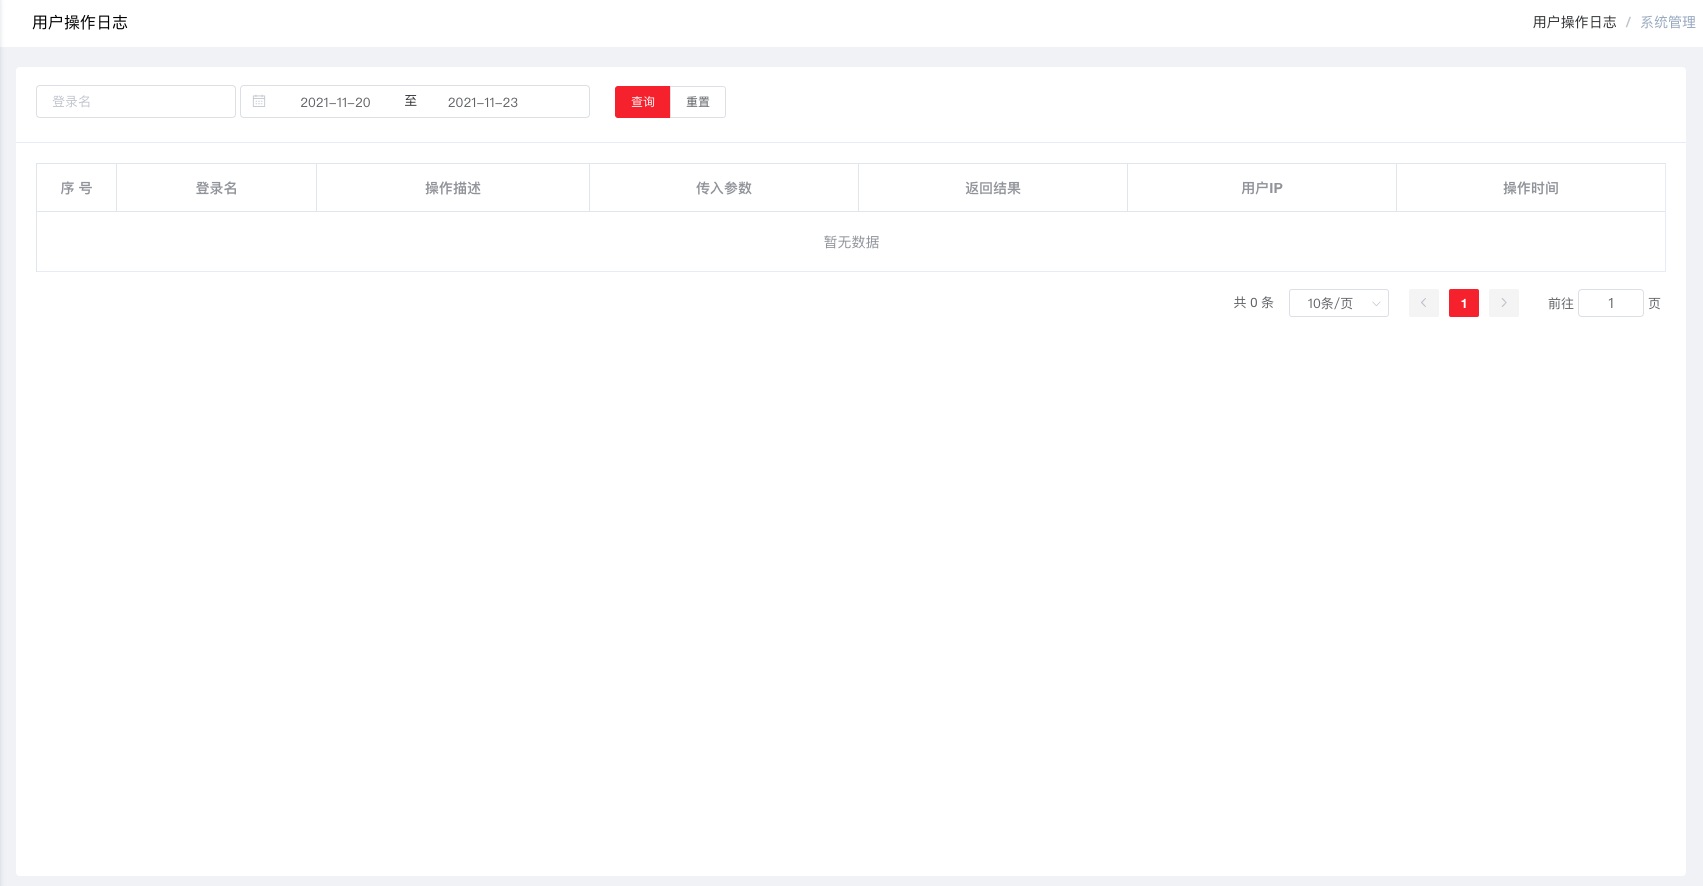 用户操作日志
用户操作日志 / 系统管理
登录名 2021-11-20 至 2021-11-23 查询 重置
序 号 登录名 操作描述 传入参数 返回结果 用户IP 操作时间
暂无数据
共 0 条 10条/页 1 前往 1 页